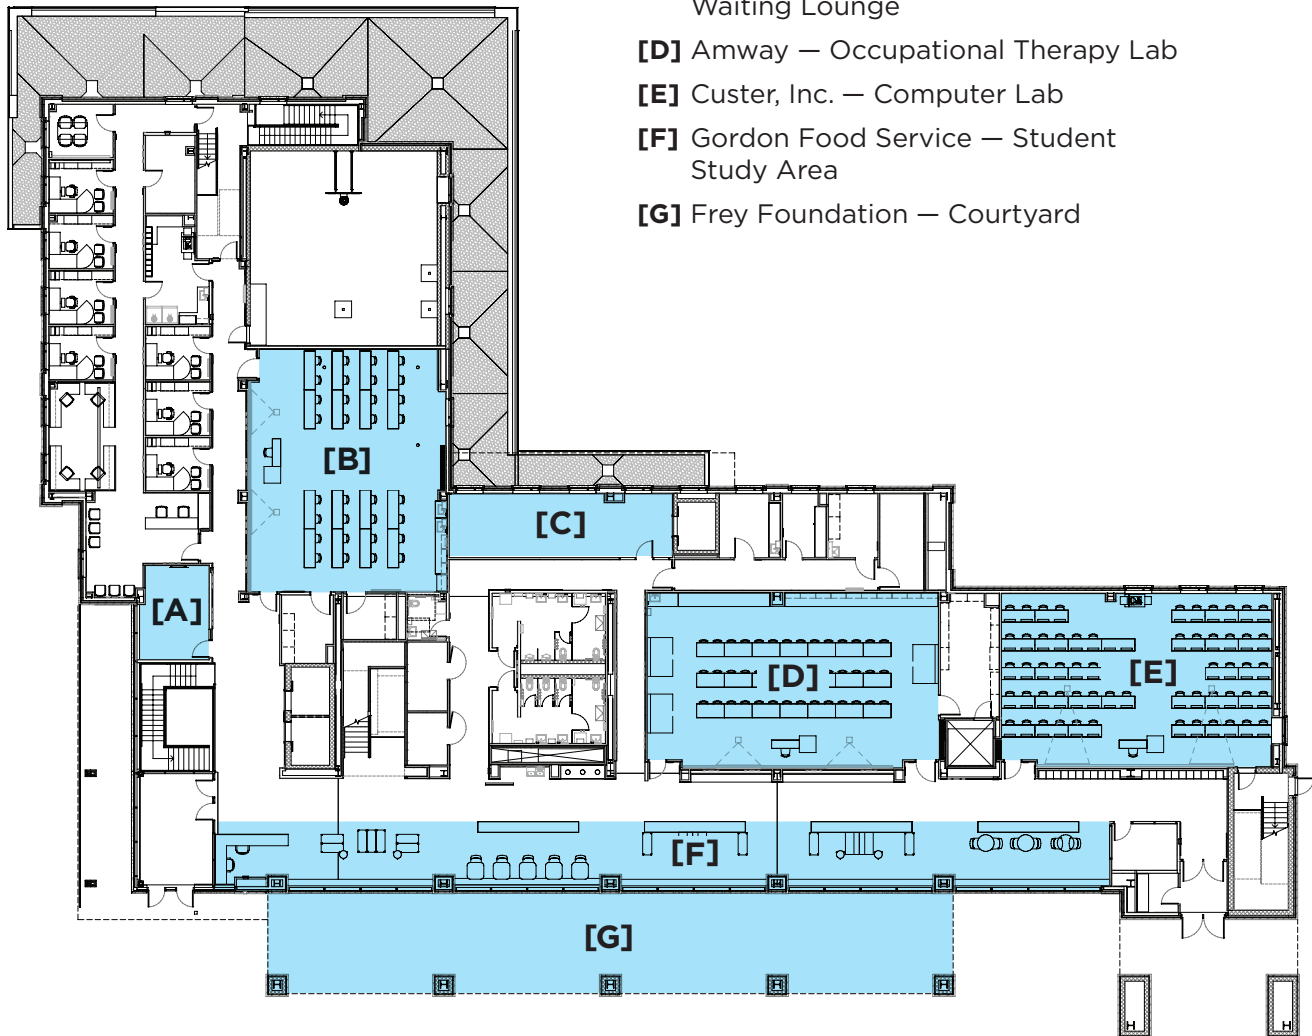 Waiting Lounge
[D] Amway — Occupational Therapy Lab
[E] Custer, Inc. — Computer Lab
[F] Gordon Food Service — Student
Study Area
[G] Frey Foundation — Courtyard
[B]
[C]
[A]
[D]
[E]
[F]
[G]